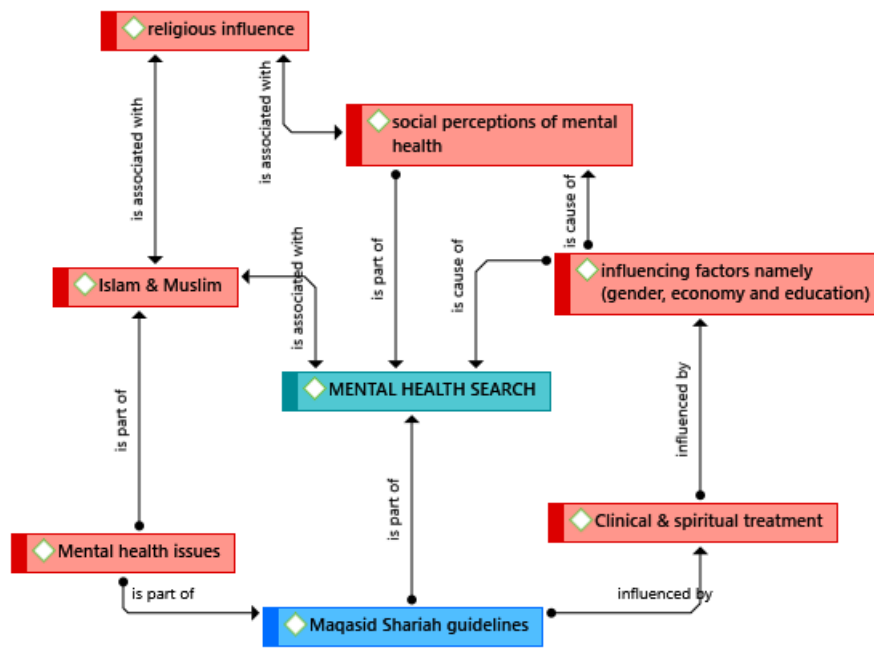 religious influence
is associated with
is associated with
social perceptions of mental
health
is cause of
is associated with
is part of
is cause of
influencing factors namely
(gender, economy and education)
Islam & Muslim
MENTAL HEALTH SEARCH
is part of
influenced by
is part of
Clinical & spiritual treatment
Mental health issues
is part of
influenced by
Maqasid Shariah guidelines